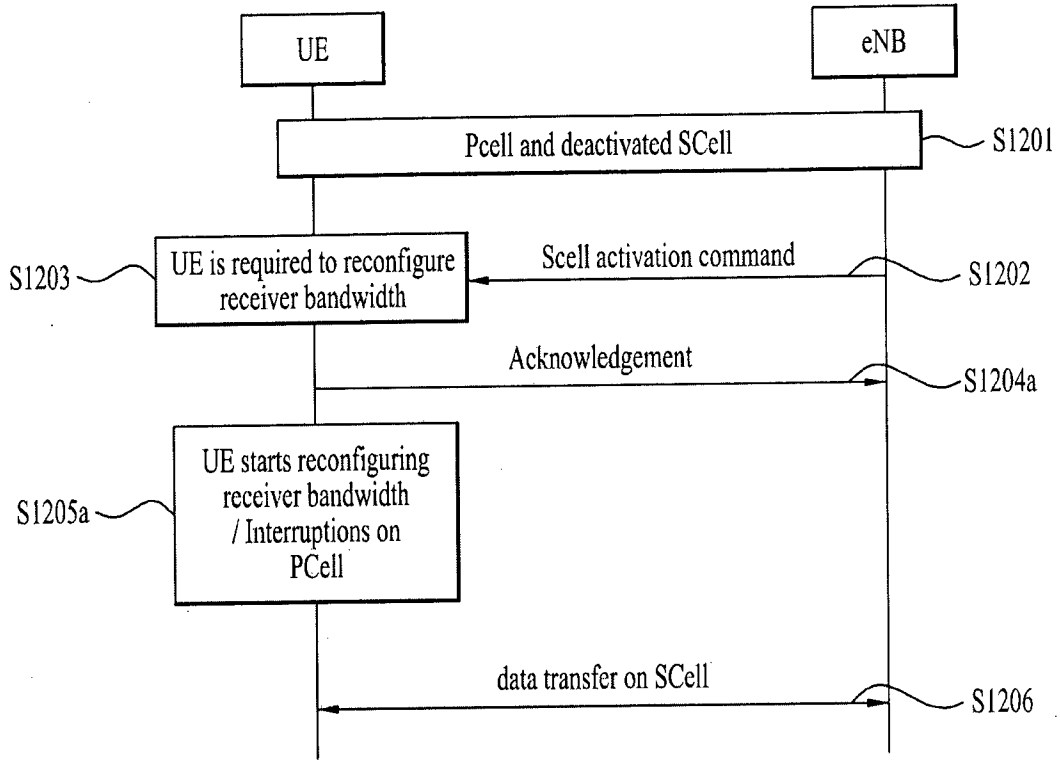 UE
eNB
Pcell and deactivated SCell
S1201
UE is required to reconfigure
receiver bandwidth
S1203
Scell activation command
S1202
Acknowledgement
S1204a
UE starts reconfiguring
receiver bandwidth
/ Interruptions on
PCell
S1205a
data transfer on SCell
S1206